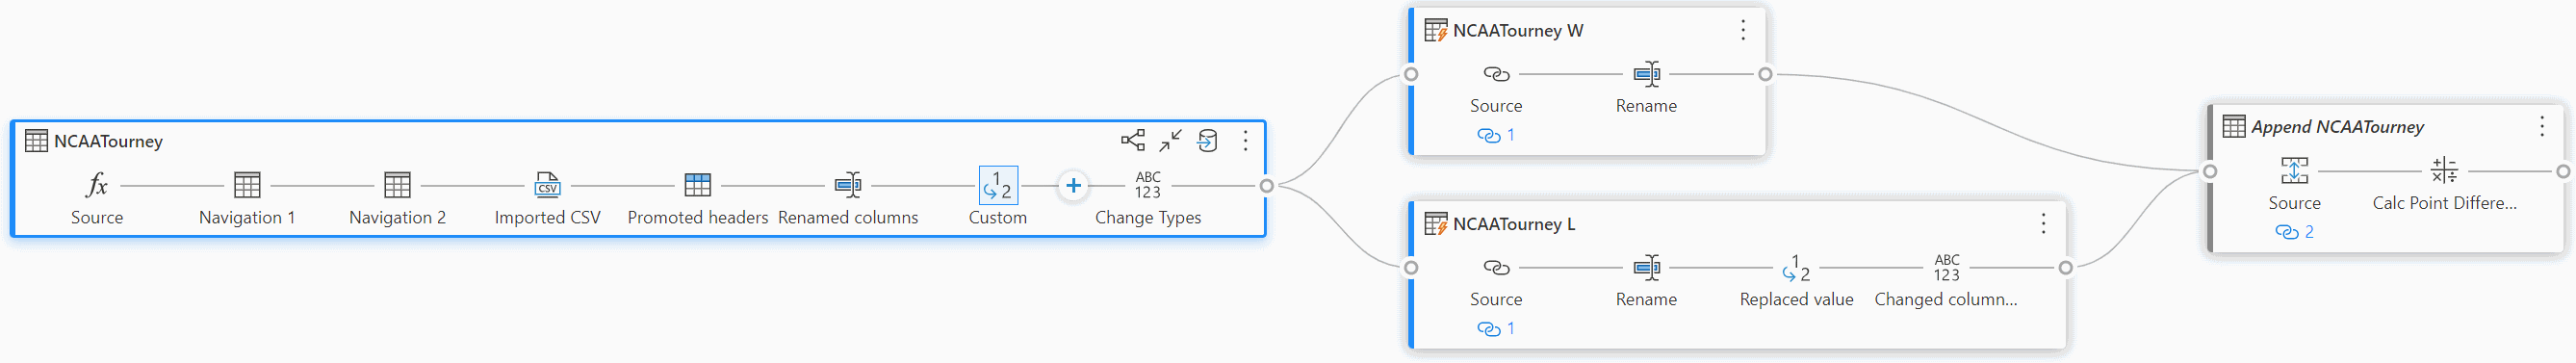 NCAATourney W
Source
Rename
1
NCAATourney
fx
Source
Navigation 1
Navigation 2
CSV
Imported CSV
Promoted headers
Renamed columns
1
2
Custom
ABC
123
Change Types
NCAATourney L
Source
Rename
1
2
Replaced value
ABC
123
Changed column...
1
Append NCAATourney
Source
Calc Point Differe...
2